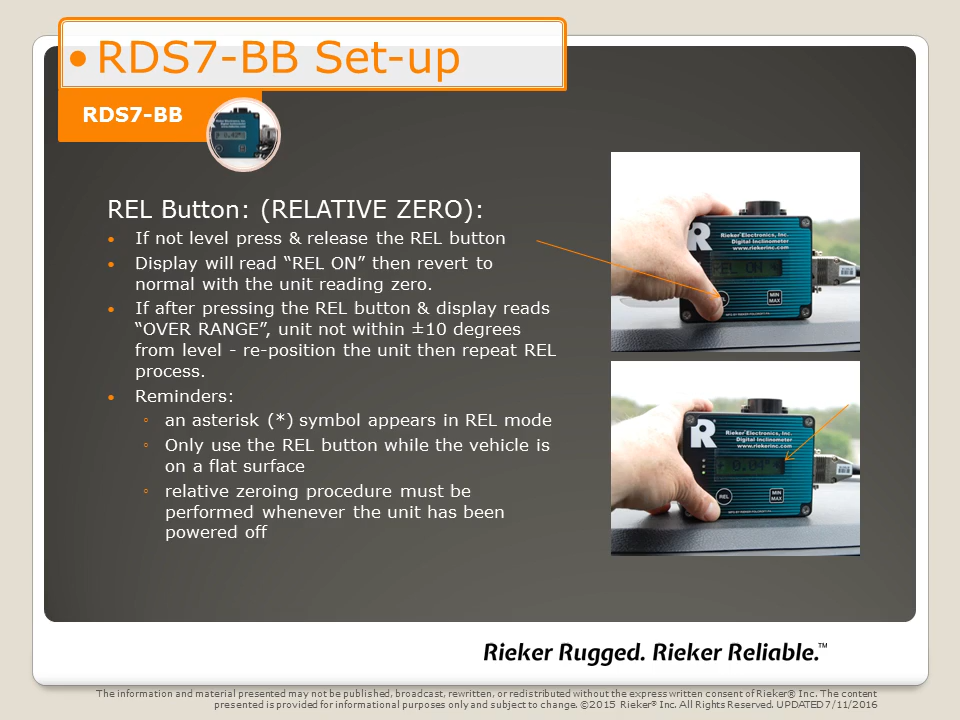 •RDS7-BB Set-up
RDS7-BB
REL Button: (RELATIVE ZERO):
• If not level press & release the REL button
• Display will read “REL ON” then revert to
normal with the unit reading zero.
• If after pressing the REL button & display reads
“OVER RANGE”, unit not within ±10 degrees
from level - re-position the unit then repeat REL
process.
• Reminders:
◦ an asterisk (*) symbol appears in REL mode
◦ Only use the REL button while the vehicle is
on a flat surface
◦ relative zeroing procedure must be
performed whenever the unit has been
powered off
R
Rieker Electronics, Inc.
Digital Inclinometer
www.riekerinc.com
REL ON
REL
MIN
MAX
R
Rieker Electronics, Inc.
Digital Inclinometer
www.riekerinc.com
REL
MIN
MAX
Rieker Rugged. Rieker Reliable.™
The information and material presented may not be published, broadcast, rewritten, or redistributed without the express written consent of Rieker® Inc. The content
presented is provided for informational purposes only and subject to change. ©2015 Rieker® Inc. All Rights Reserved. UPDATED 7/11/2016